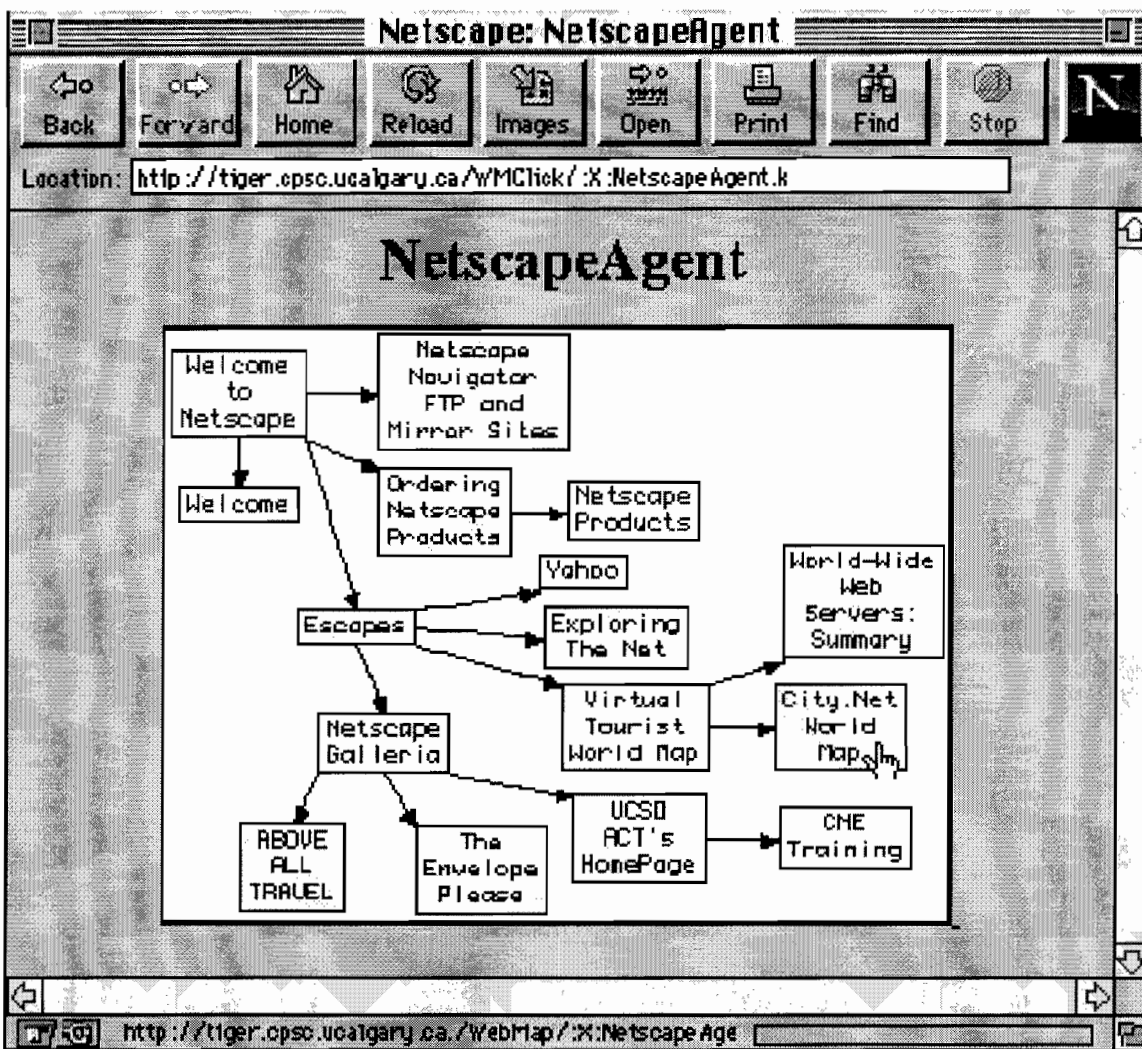 Netscape: NetscapeAgent
Back Forward Home Reload Images Open Print Find Stop N
Location: http://tiger.cpsc.ucalgary.ca/WMClick/:X:NetscapeAgent.k
NetscapeAgent
Welcome
to
Netscape
Netscape
Navigator
FTP and
Mirror Sites
Welcome
Ordering
Netscape
Products
Netscape
Products
Yahoo
World-Wide
Web
Servers:
Summary
Escapes
Exploring
The Net
Virtual
Tourist
World Map
City.Net
World
Map
Netscape
Galleria
ABOVE
ALL
TRAVEL
The
Envelope
Please
UCSD
ACT's
HomePage
CNE
Training
http://tiger.cpsc.ucalgary.ca./WebMap/:X:NetscapeAge